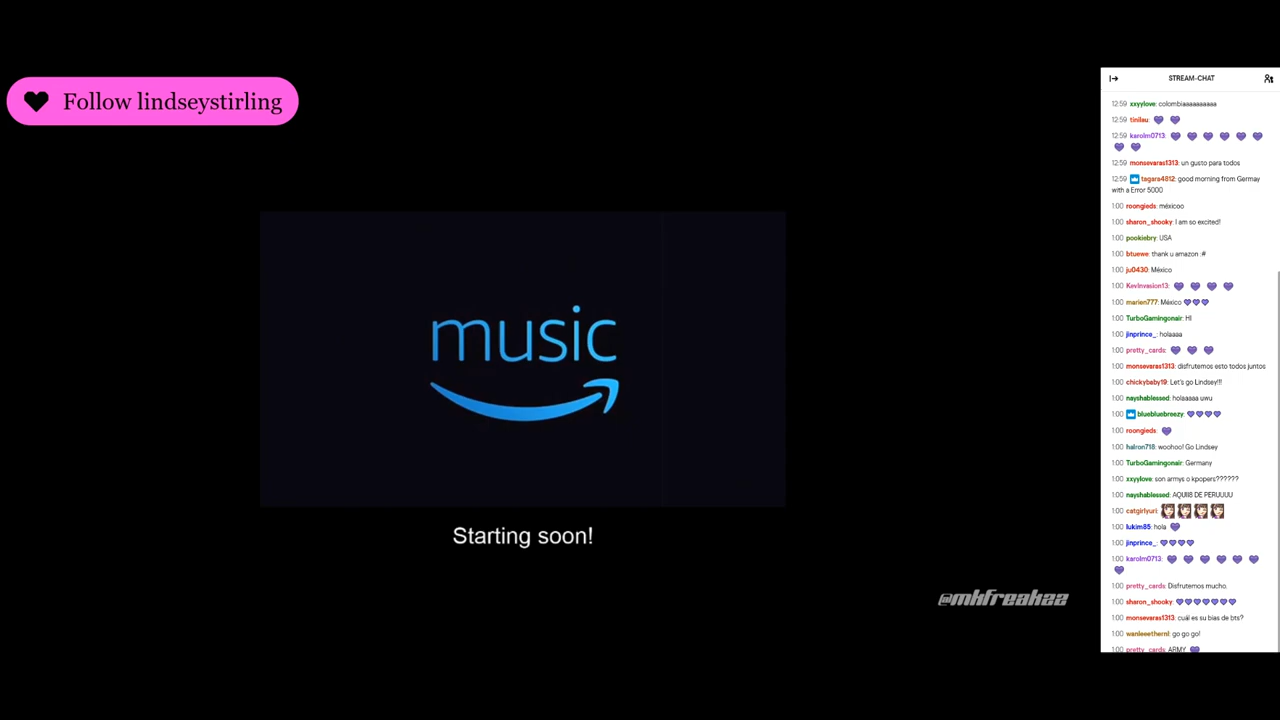 Follow lindseystirling
music
Starting soon!
@mkfreakzz
STREAM-CHAT
12:59 xxyylove: colombiaaaaaaaaaa
12:59 tinilau:
12:59 karolm0713:
12:59 monsevaras1313: un gusto para todos
12:59 tagara4812: good morning from Germay
with a Error 5000
1:00 roongieds: méxicoo
1:00 sharon_shooky: I am so excited!
1:00 pookiebry: USA
1:00 btuewe: thank u amazon :#
1:00 ju0430: México
1:00 KevInvasion13:
1:00 marien777: México
1:00 TurboGamingonair: HI
1:00 jinprince_: holaaaa
1:00 pretty_cards:
1:00 monsevaras1313: disfrutemos esto todos juntos
1:00 chickybaby19: Let's go Lindsey!!!
1:00 nayshablessed: holaaaaa uwu
1:00 bluebluebreezy:
1:00 roongieds:
1:00 halron718: woohoo! Go Lindsey
1:00 TurboGamingonair: Germany
1:00 xxyylove: son armys o kpopers??????
1:00 nayshablessed: AQUIIS DE PERUUUU
1:00 catgirlyuri:
1:00 lukim85: hola
1:00 jinprince_:
1:00 karolm0713:
1:00 pretty_cards: Disfrutemos mucho
1:00 sharon_shooky:
1:00 monsevaras1313: cuál es su bias de bts?
1:00 wanleeethernl: go go go!
1:00 pretty_cards: ARMY